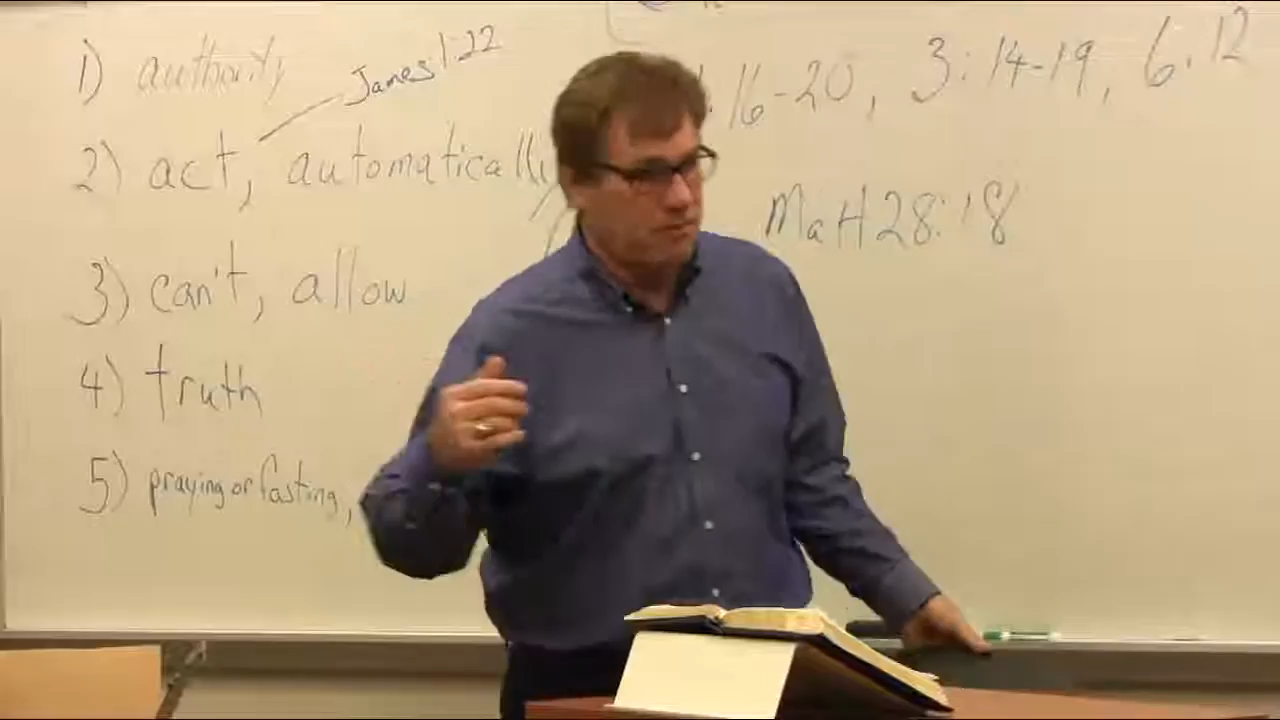 1) authority
James 1:22
2) act, automatically
3) can't, allow
4) truth
5) praying or fasting,
16-20, 3:14-19, 6:12
Matt 28:18